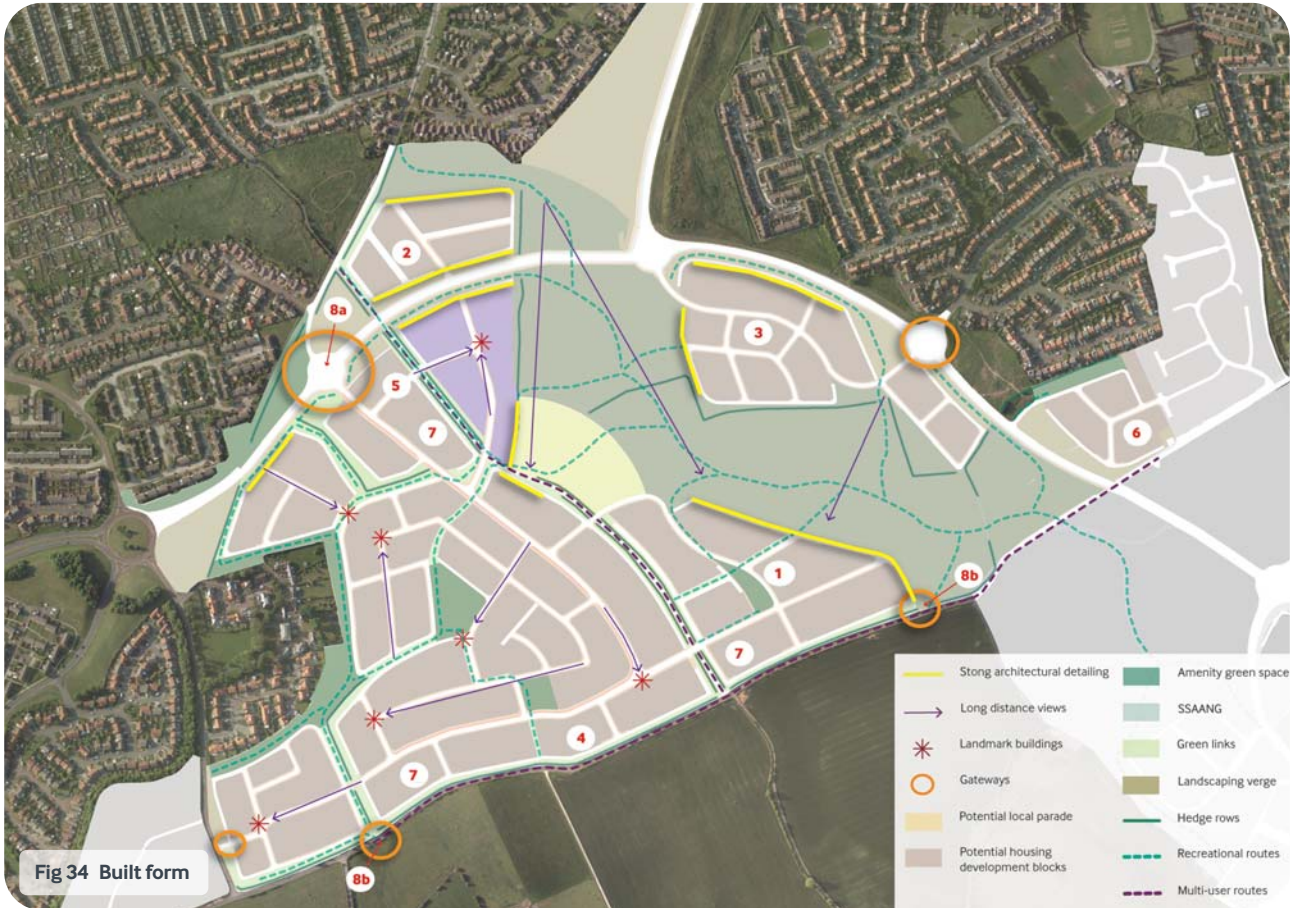 2
8a
3
5
7
6
1
8b
7
4
7
8b
Stong architectural detailing
Long distance views
Landmark buildings
Gateways
Potential local parade
Potential housing
development blocks
Amenity green space
SSAANG
Green links
Landscaping verge
Hedge rows
Recreational routes
Multi-user routes
Fig 34 Built form